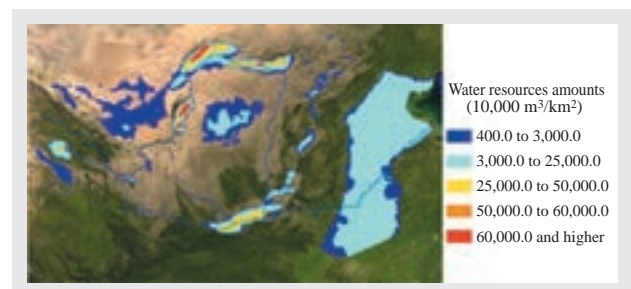 Water resources amounts
(10,000 m³/km²)
400.0 to 3,000.0
3,000.0 to 25,000.0
25,000.0 to 50,000.0
50,000.0 to 60,000.0
60,000.0 and higher